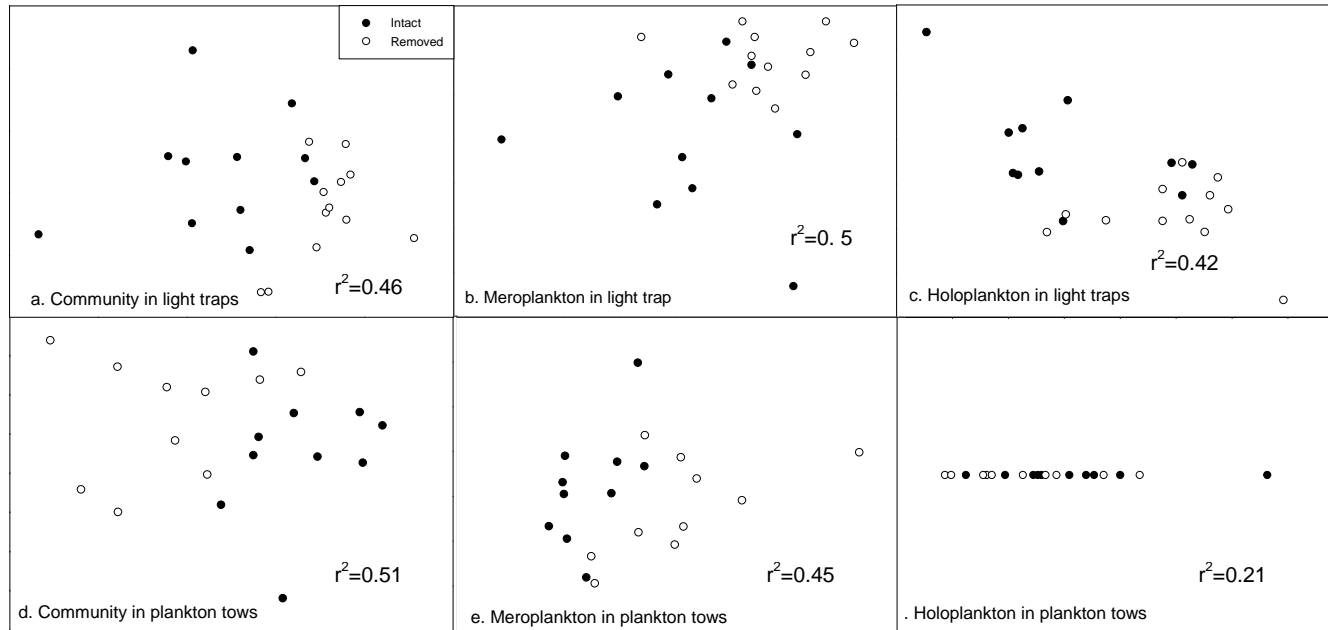 Intact
Removed
r²=0.46
a. Community in light traps
r²=0. 5
b. Meroplankton in light trap
r²=0.42
c. Holoplankton in light traps
r²=0.51
d. Community in plankton tows
r²=0.45
e. Meroplankton in plankton tows
r²=0.21
. Holoplankton in plankton tows